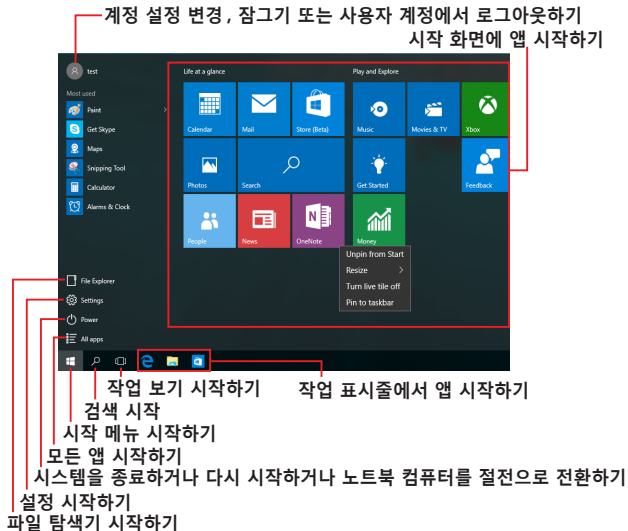 계정 설정 변경, 잠그기 또는 사용자 계정에서 로그아웃하기
시작 화면에 앱 시작하기
test
Life at a glance
Play and Explore
Most used
Paint
Get Skype
Maps
Snipping Tool
Calculator
Alarms & Clock
Calendar
Mail
Store (Beta)
Music
Movies & TV
Xbox
Photos
Search
Get Started
Feedback
People
News
OneNote
Money
Unpin from Start
Resize
Turn live tile off
Pin to taskbar
File Explorer
Settings
Power
All apps
작업 보기 시작하기
작업 표시줄에서 앱 시작하기
검색 시작
시작 메뉴 시작하기
모든 앱 시작하기
시스템을 종료하거나 다시 시작하거나 노트북 컴퓨터를 절전으로 전환하기
설정 시작하기
파일 탐색기 시작하기